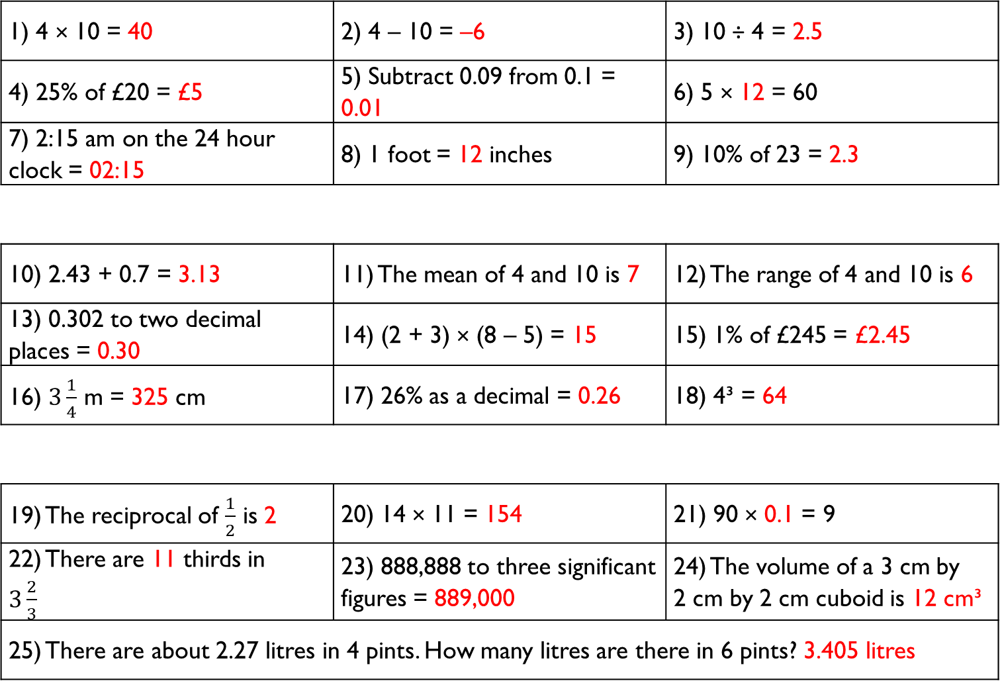 1) 4 × 10 = 40
2) 4 – 10 = –6
3) 10 ÷ 4 = 2.5
4) 25% of £20 = £5
5) Subtract 0.09 from 0.1 =
0.01
6) 5 × 12 = 60
7) 2:15 am on the 24 hour
clock = 02:15
8) 1 foot = 12 inches
9) 10% of 23 = 2.3
10) 2.43 + 0.7 = 3.13
11) The mean of 4 and 10 is 7
12) The range of 4 and 10 is 6
13) 0.302 to two decimal
places = 0.30
14) (2 + 3) × (8 – 5) = 15
15) 1% of £245 = £2.45
16) 3 1/4 m = 325 cm
17) 26% as a decimal = 0.26
18) 4³ = 64
19) The reciprocal of 1/2 is 2
20) 14 × 11 = 154
21) 90 × 0.1 = 9
22) There are 11 thirds in
3 2/3
23) 888,888 to three significant
figures = 889,000
24) The volume of a 3 cm by
2 cm by 2 cm cuboid is 12 cm³
25) There are about 2.27 litres in 4 pints. How many litres are there in 6 pints? 3.405 litres